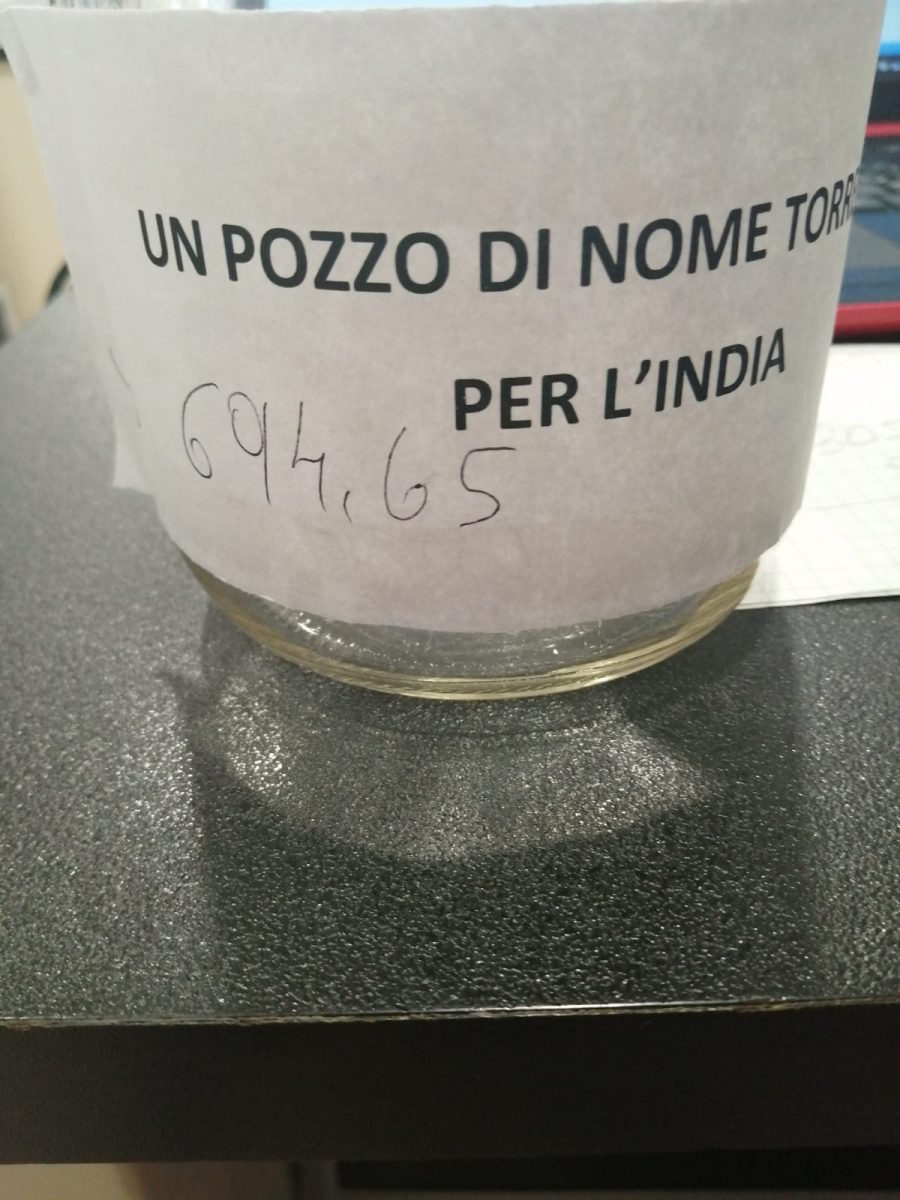 UN POZZO DI NOME
PER L'INDIA
694,65